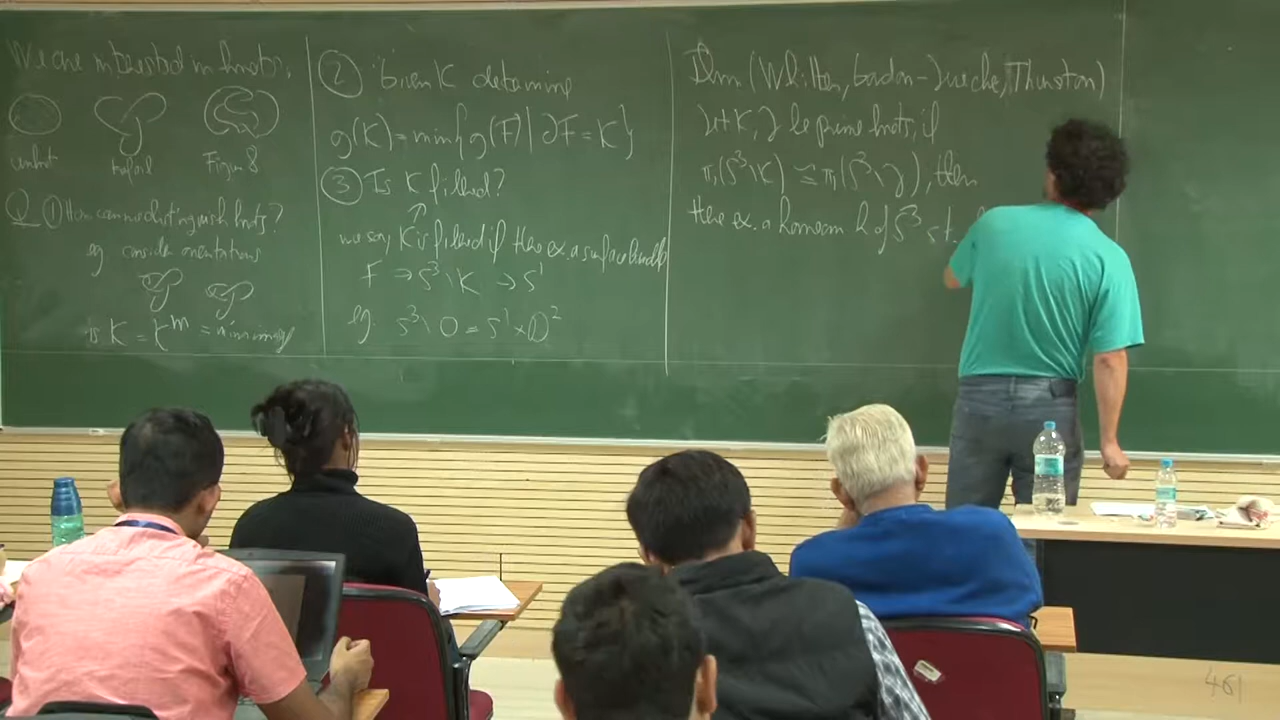 We are interested in knots.
unknot trefoil Figure 8
Q ① How can we distinguish knots?
eg consider orientations
Is K = K^m = mirror img
② Given K determine
g(K) = min{g(F) | ∂F = K}
③ Is K fibered?
↑
we say K is fibered if there ex. a surface bundle
F → S³\K → S¹
eg. S³\O = S¹×D²
Thm (Whitten, Gordon-Luecke, Thurston)
Let K, J be prime knots, if
π₁(S³\K) ≅ π₁(S³\J), then
there ex. a homeom h of S³ s.t.
461